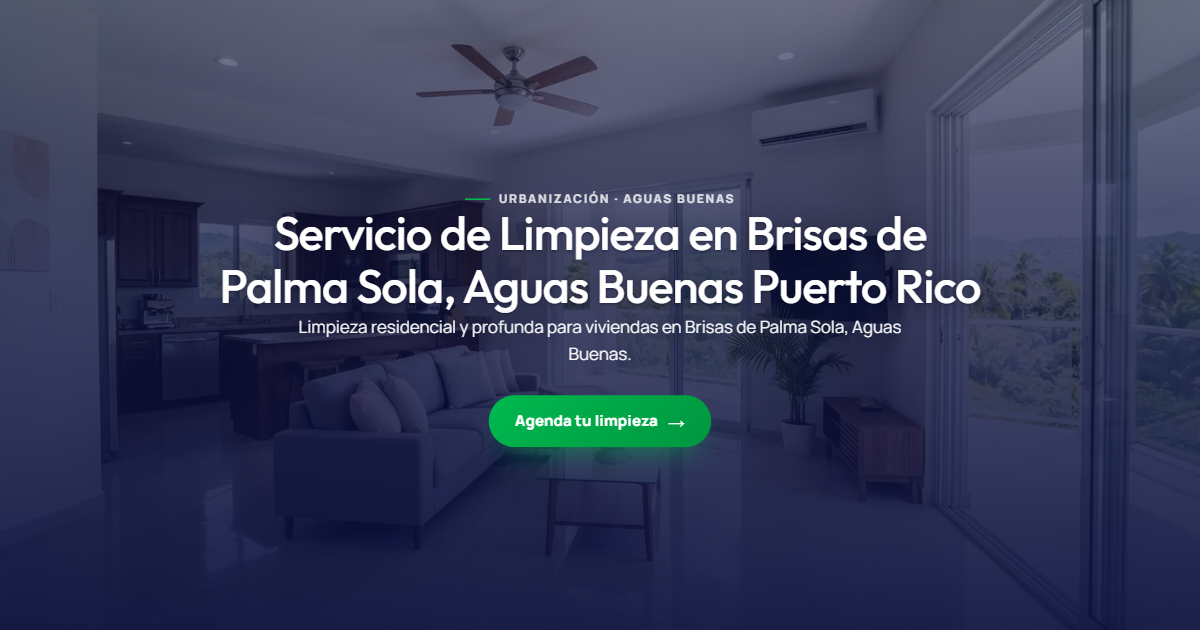 URBANIZACIÓN · AGUAS BUENAS
Servicio de Limpieza en Brisas de
Palma Sola, Aguas Buenas Puerto Rico
Limpieza residencial y profunda para viviendas en Brisas de Palma Sola, Aguas
Buenas.
Agenda tu limpieza →